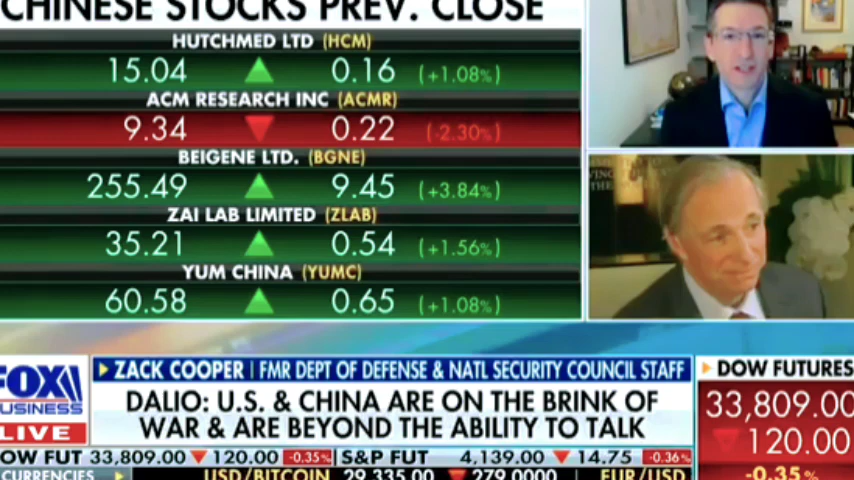 CHINESE STOCKS PREV. CLOSE
HUTCHMED LTD (HCM)
15.04 ▲ 0.16 (+1.08%)
ACM RESEARCH INC (ACMR)
9.34 ▼ 0.22 (-2.30%)
BEIGENE LTD. (BGNE)
255.49 ▲ 9.45 (+3.84%)
ZAI LAB LIMITED (ZLAB)
35.21 ▲ 0.54 (+1.56%)
YUM CHINA (YUMC)
60.58 ▲ 0.65 (+1.08%)
FOX
BUSINESS
LIVE
ZACK COOPER | FMR DEPT OF DEFENSE & NATL SECURITY COUNCIL STAFF
DALIO: U.S. & CHINA ARE ON THE BRINK OF
WAR & ARE BEYOND THE ABILITY TO TALK
DOW FUTURES
33,809.00
▼ 120.00
-0.35%
DOW FUT 33,809.00 ▼ 120.00 -0.35% | S&P FUT 4,139.00 ▼ 14.75 -0.36%
CURRENCIES USD/BITCOIN 29,335.00 ▼ 279.0000 EUR/USD